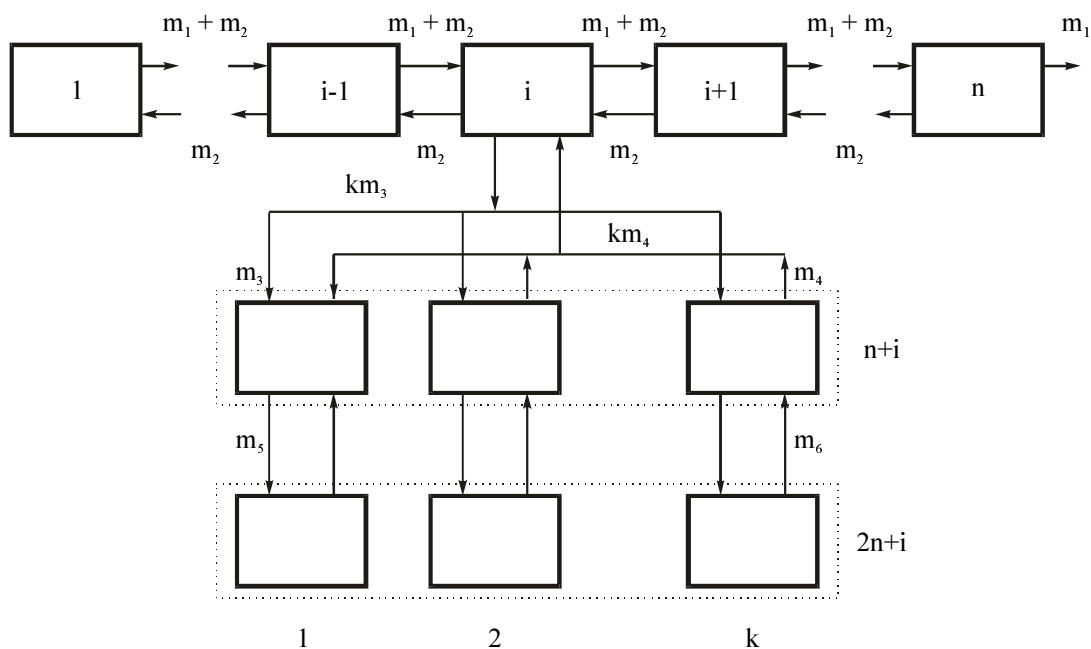 m₁ + m₂ m₁ + m₂ m₁ + m₂ m₁ + m₂ m₁
1 i-1 i i+1 n
m₂ m₂ m₂ m₂
km₃
km₄
m₃ m₄
n+i
m₅ m₆
2n+i
1 2 k